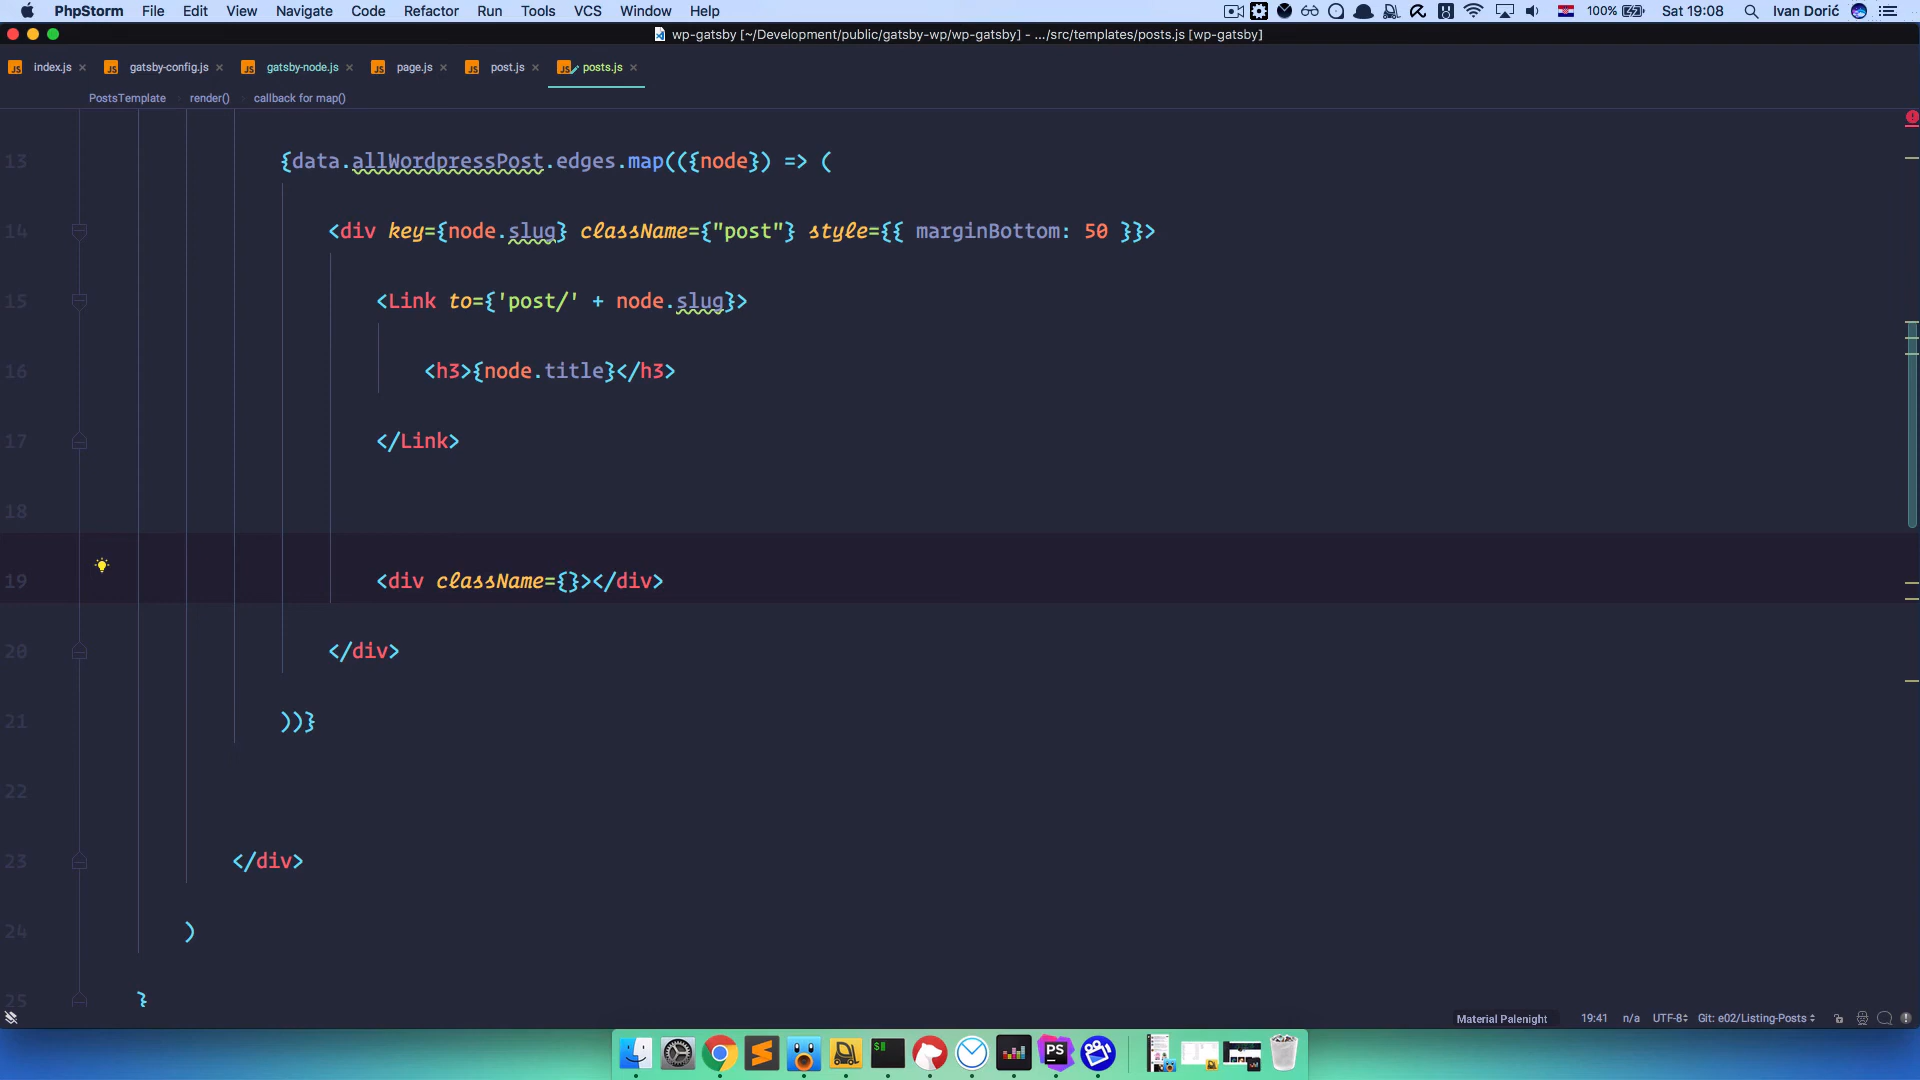 PhpStorm File Edit View Navigate Code Refactor Run Tools VCS Window Help 100% Sat 19:08 Ivan Dorić
wp-gatsby [~/Development/public/gatsby-wp/wp-gatsby] - .../src/templates/posts.js [wp-gatsby]
index.js gatsby-config.js gatsby-node.js page.js post.js posts.js
PostsTemplate render() callback for map()
13 {data.allWordpressPost.edges.map(({node}) => (
14 <div key={node.slug} className={"post"} style={{ marginBottom: 50 }}>
15 <Link to={'post/' + node.slug}>
16 <h3>{node.title}</h3>
17 </Link>
18
19 <div className={}></div>
20 </div>
21 ))}
22
23 </div>
24 )
25 }
Material Palenight 19:41 n/a UTF-8 Git: e02/Listing-Posts